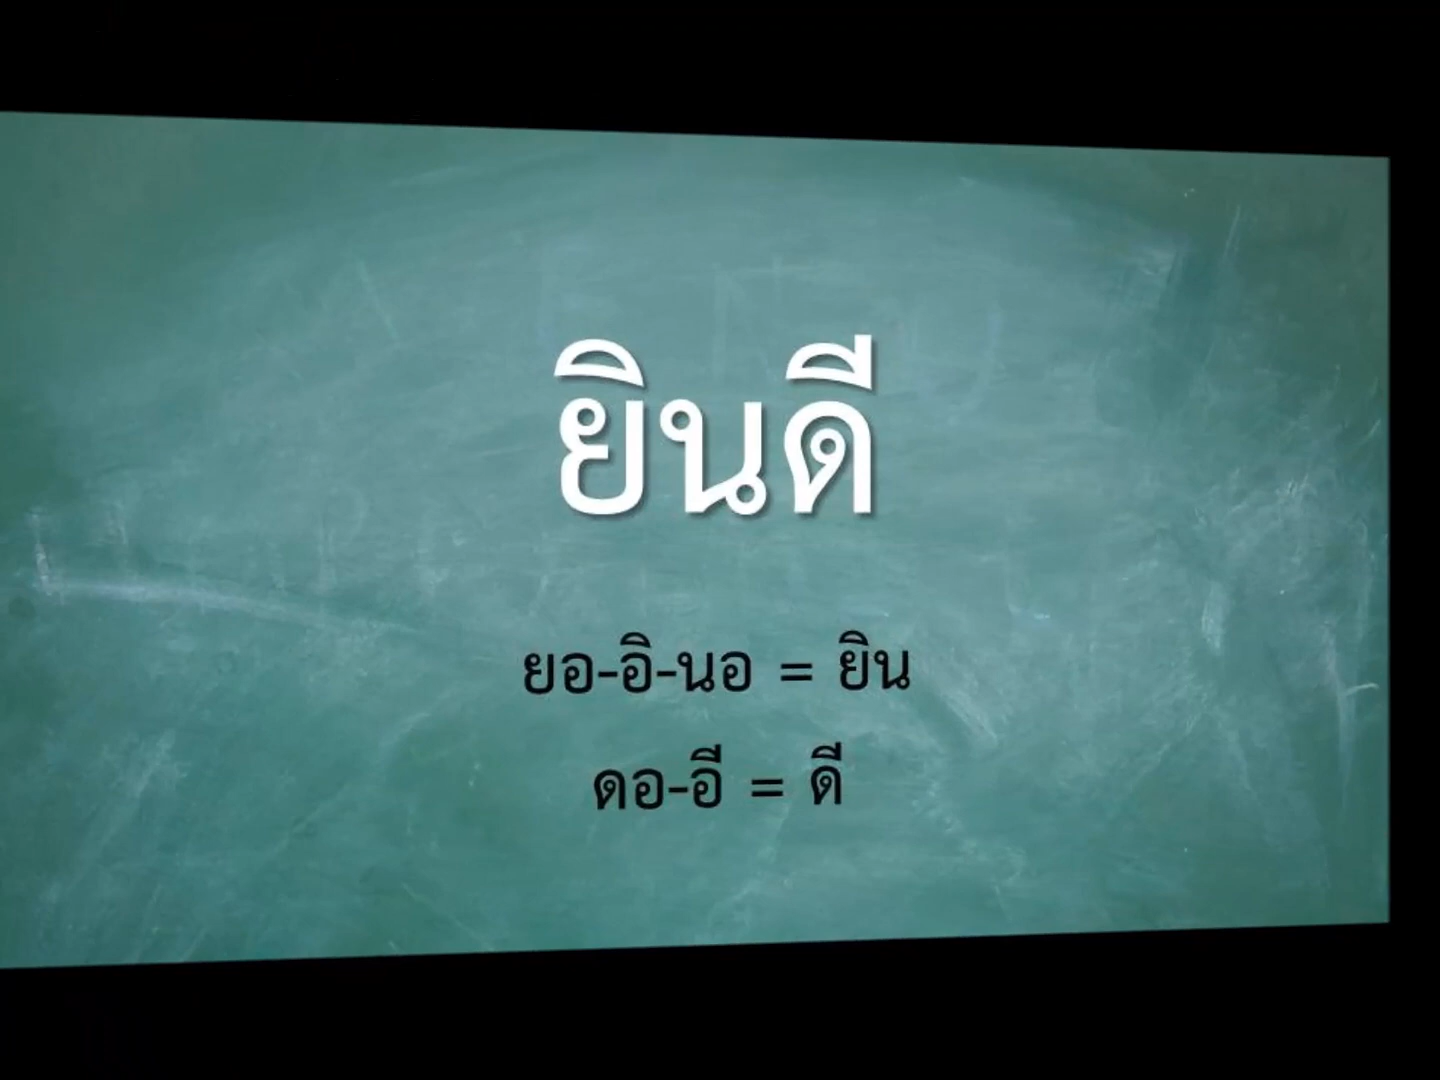 ยินดี
ยอ-อิ-นอ = ยิน
ดอ-อี = ดี